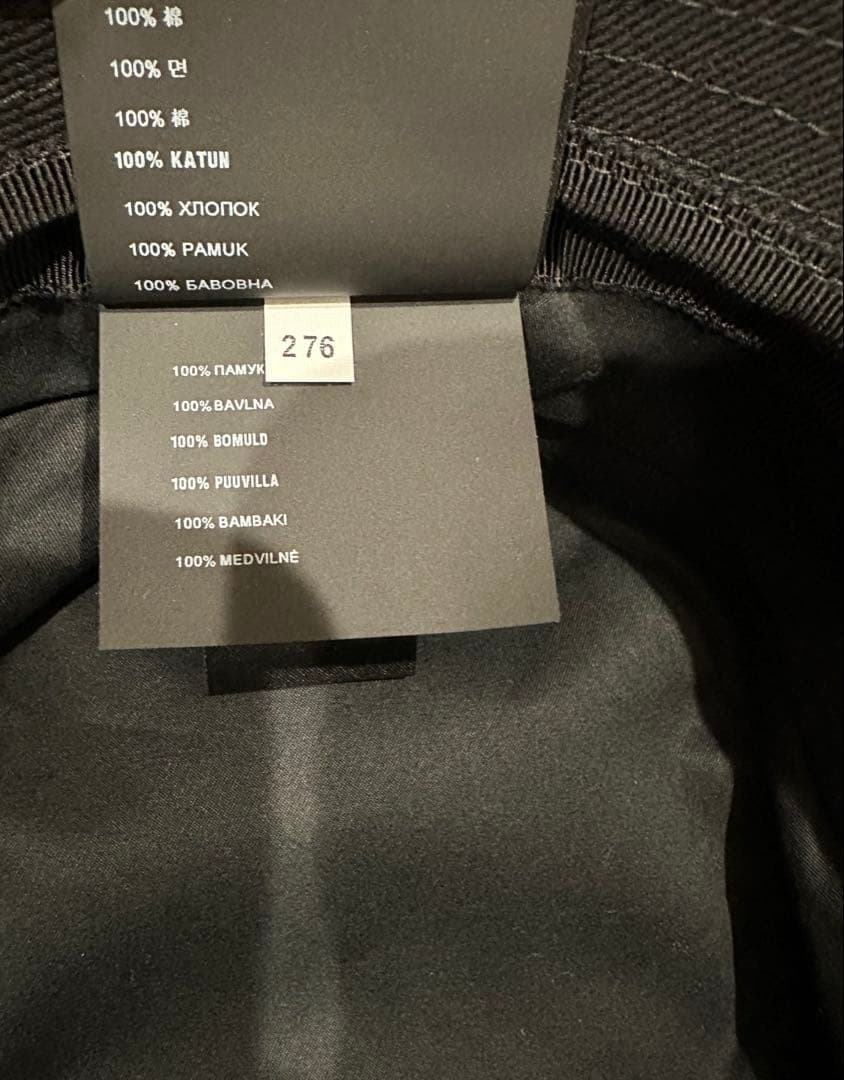 100% 棉
100% 면
100% 棉
100% KATUN
100% ХЛОПОК
100% PAMUK
100% БАВОВНА
276
100% ПАМУК
100% BAVLNA
100% BOMULD
100% PUUVILLA
100% BAMBAKI
100% MEDVILNĖ